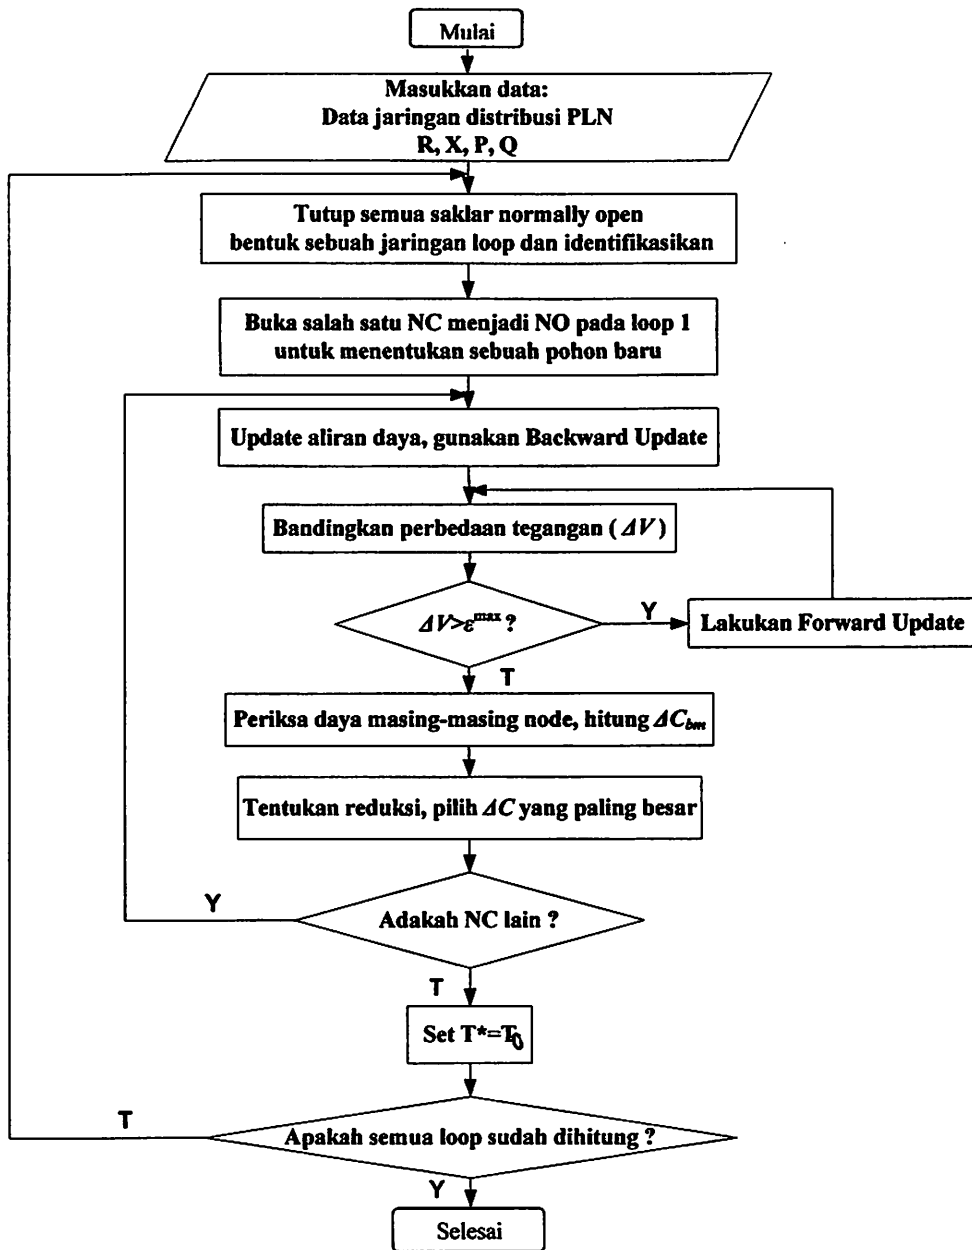 Mulai
Masukkan data:
Data jaringan distribusi PLN
R, X, P, Q
Tutup semua saklar normally open
bentuk sebuah jaringan loop dan identifikasikan
Buka salah satu NC menjadi NO pada loop 1
untuk menentukan sebuah pohon baru
Update aliran daya, gunakan Backward Update
Bandingkan perbedaan tegangan (ΔV)
ΔV>ε^max ?
Y
Lakukan Forward Update
T
Periksa daya masing-masing node, hitung ΔC_bm
Tentukan reduksi, pilih ΔC yang paling besar
Y
Adakah NC lain ?
T
Set T*=T_0
T
Apakah semua loop sudah dihitung ?
Y
Selesai